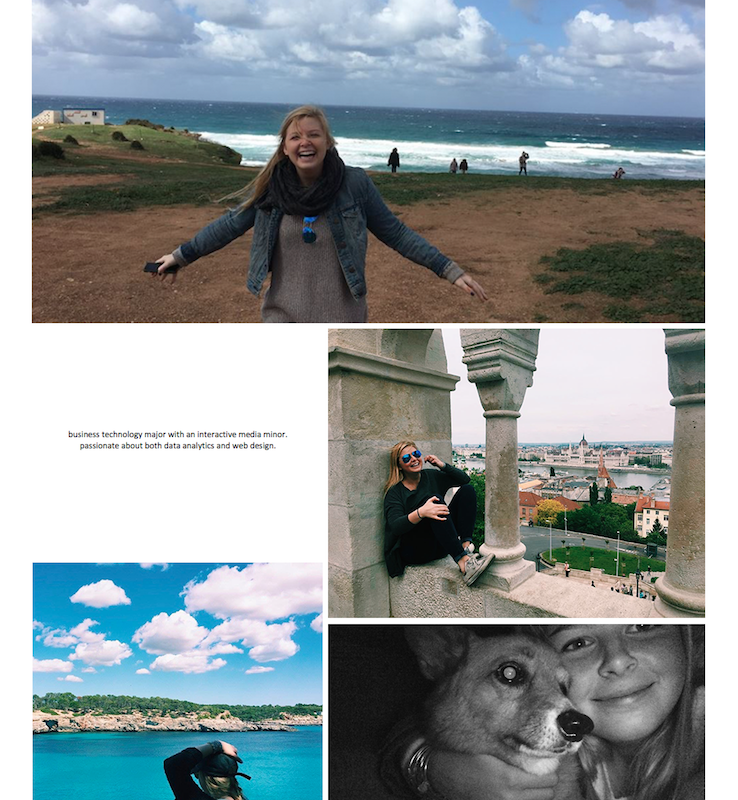 business technology major with an interactive media minor.
passionate about both data analytics and web design.